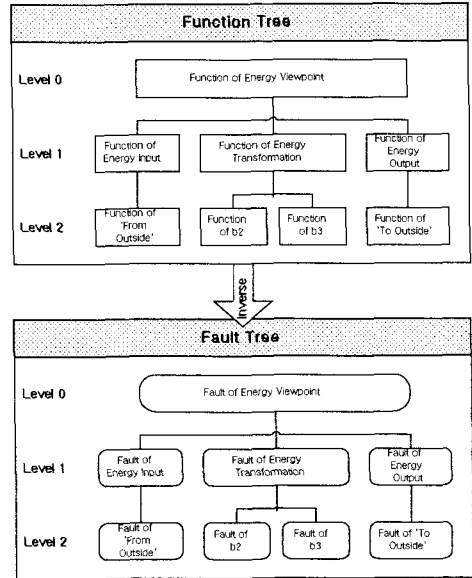 Function Tree
Level 0
Function of Energy Viewpoint
Level 1
Function of
Energy Input
Function of Energy
Transformation
Function of
Energy
Output
Level 2
Function of
'From
Outside'
Function
of b2
Function
of b3
Function of
'To Outside'
Inverse
Fault Tree
Level 0
Fault of Energy Viewpoint
Level 1
Fault of
Energy Input
Fault of Energy
Transformation
Fault of
Energy
Output
Level 2
Fault of
'From
Outside'
Fault of
b2
Fault of
b3
Fault of 'To
Outside'